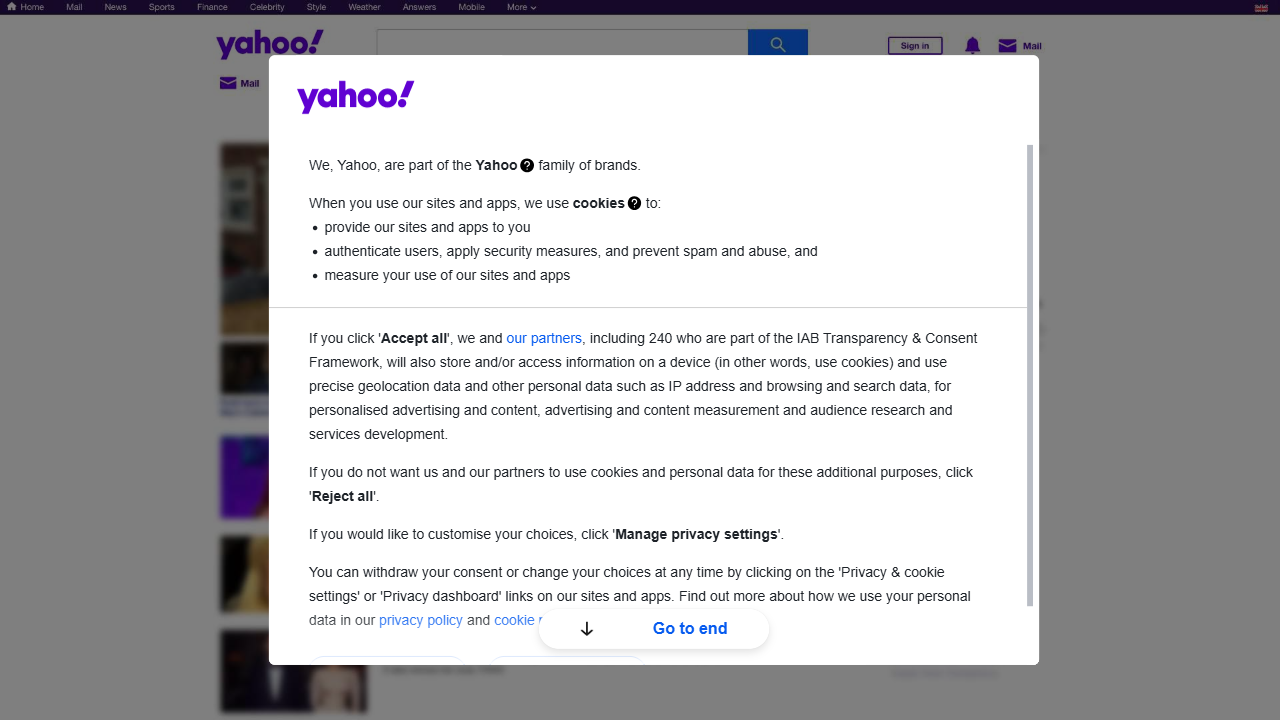 Home Mail News Sports Finance Celebrity Style Weather Answers Mobile More
yahoo!
Sign in
Mail
Mail
yahoo!
We, Yahoo, are part of the Yahoo? family of brands.
When you use our sites and apps, we use cookies? to:
• provide our sites and apps to you
• authenticate users, apply security measures, and prevent spam and abuse, and
• measure your use of our sites and apps
If you click 'Accept all', we and our partners, including 240 who are part of the IAB Transparency & Consent
Framework, will also store and/or access information on a device (in other words, use cookies) and use
precise geolocation data and other personal data such as IP address and browsing and search data, for
personalised advertising and content, advertising and content measurement and audience research and
services development.
If you do not want us and our partners to use cookies and personal data for these additional purposes, click
'Reject all'.
If you would like to customise your choices, click 'Manage privacy settings'.
You can withdraw your consent or change your choices at any time by clicking on the 'Privacy & cookie
settings' or 'Privacy dashboard' links on our sites and apps. Find out more about how we use your personal
data in our privacy policy and cookie
Go to end